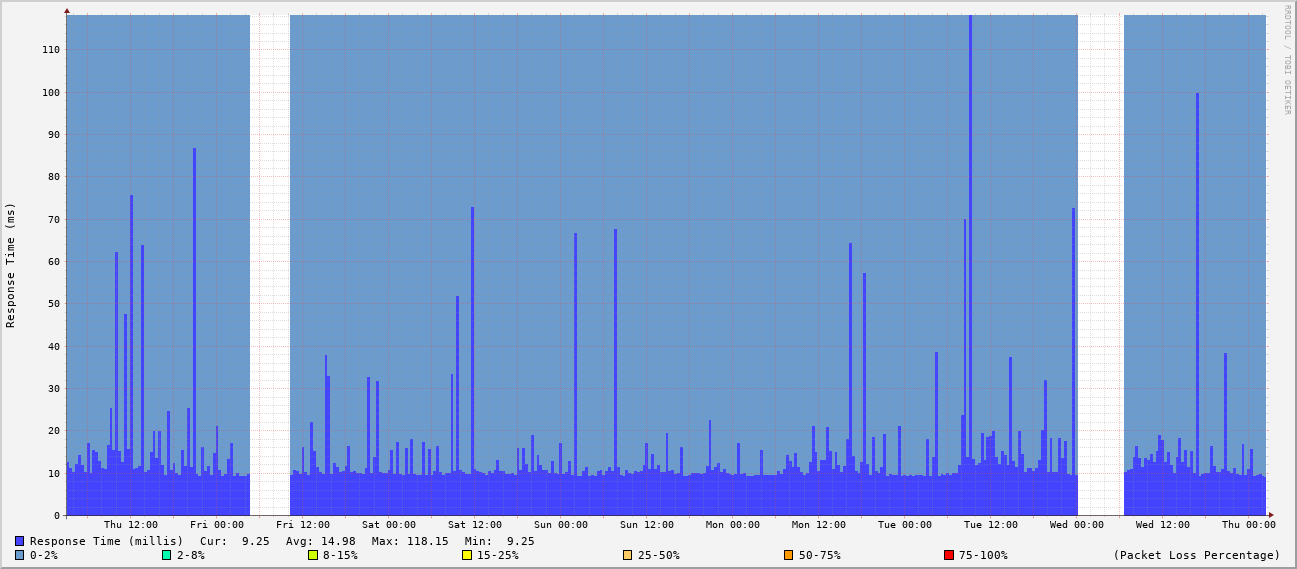 RRDTOOL / TOBI OETIKER
Response Time (ms)
110
100
90
80
70
60
50
40
30
20
10
0
Thu 12:00 Fri 00:00 Fri 12:00 Sat 00:00 Sat 12:00 Sun 00:00 Sun 12:00 Mon 00:00 Mon 12:00 Tue 00:00 Tue 12:00 Wed 00:00 Wed 12:00 Thu 00:00
Response Time (millis) Cur: 9.25 Avg: 14.98 Max: 118.15 Min: 9.25
0-2% 2-8% 8-15% 15-25% 25-50% 50-75% 75-100% (Packet Loss Percentage)